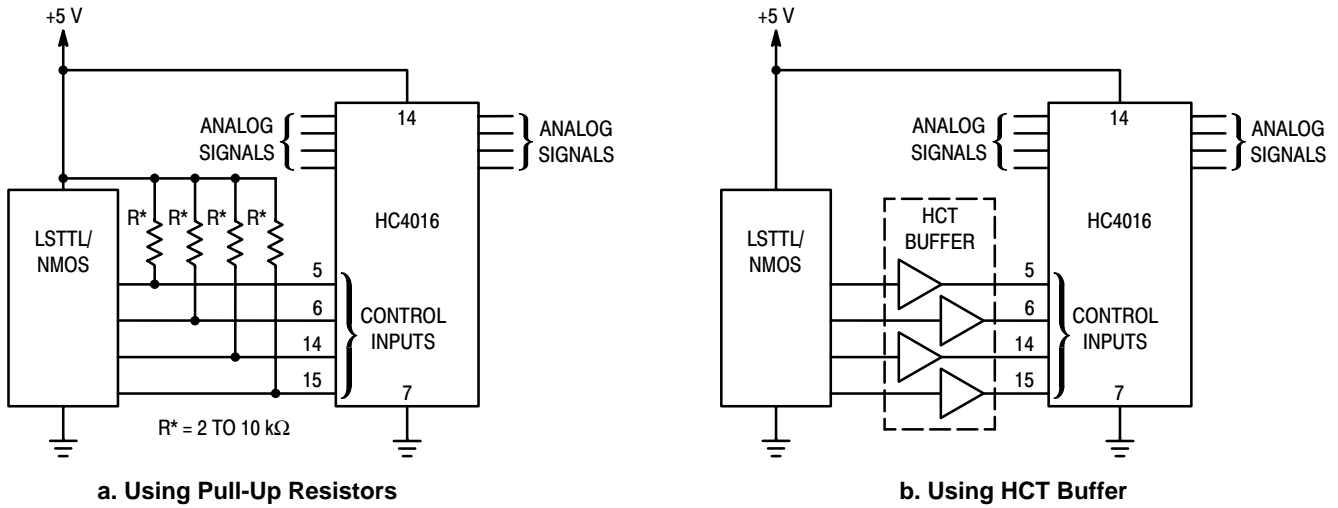 +5 V
14
ANALOG
SIGNALS
ANALOG
SIGNALS
R* R* R* R*
HC4016
LSTTL/
NMOS
5
6
CONTROL
INPUTS
14
15
7
R* = 2 TO 10 kΩ
a. Using Pull-Up Resistors
+5 V
14
ANALOG
SIGNALS
ANALOG
SIGNALS
HCT
BUFFER
HC4016
LSTTL/
NMOS
5
6
CONTROL
INPUTS
14
15
7
b. Using HCT Buffer